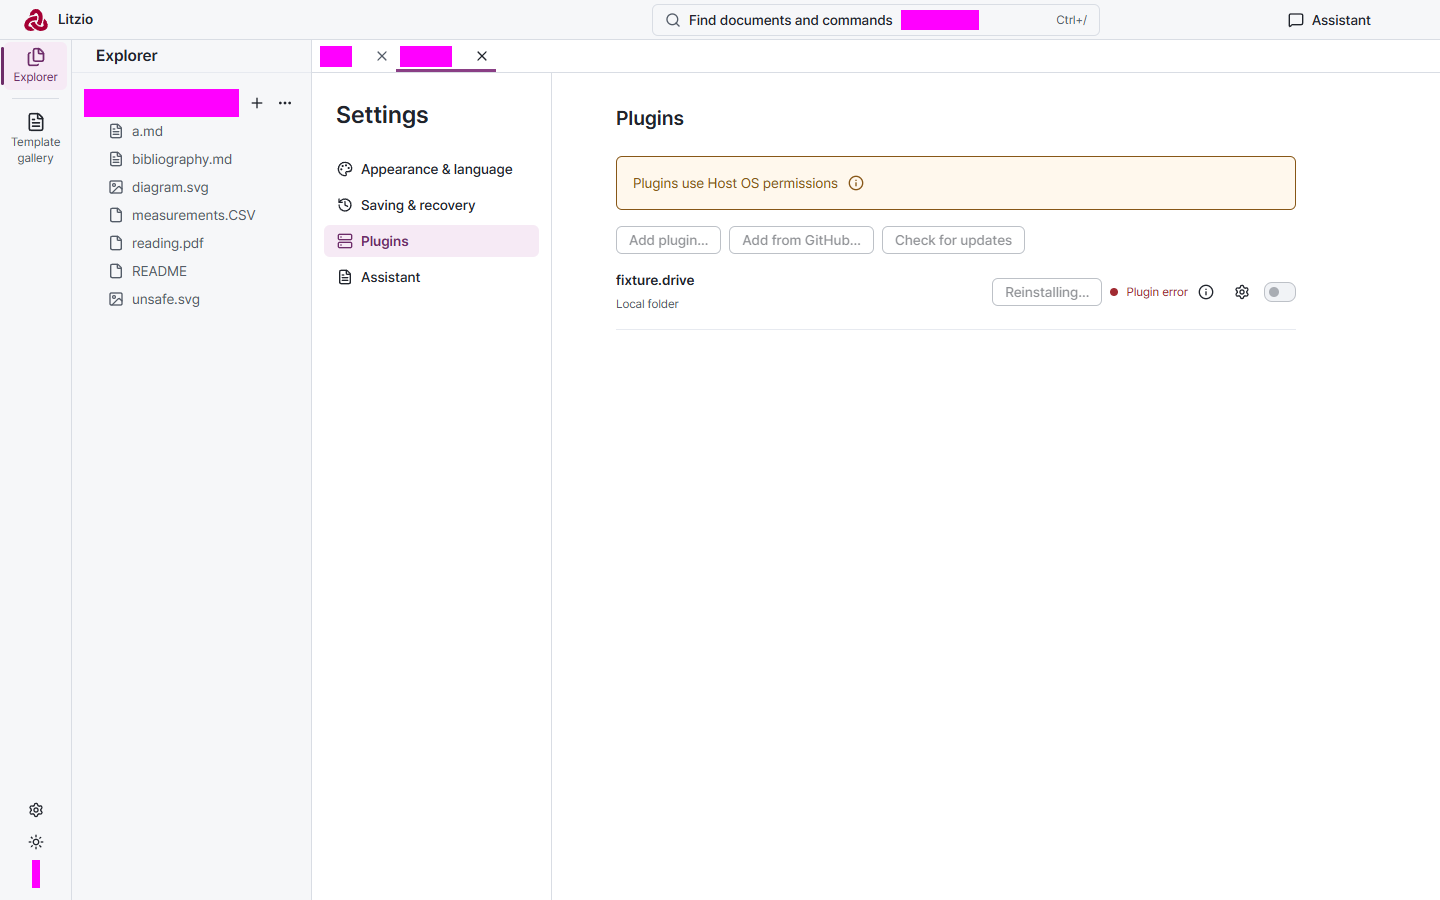 Litzio
Find documents and commands
Ctrl+/
Assistant
Explorer
Template
gallery
Explorer
a.md
bibliography.md
diagram.svg
measurements.CSV
reading.pdf
README
unsafe.svg
Settings
Appearance & language
Saving & recovery
Plugins
Assistant
Plugins
Plugins use Host OS permissions
Add plugin...
Add from GitHub...
Check for updates
fixture.drive
Local folder
Reinstalling...
Plugin error